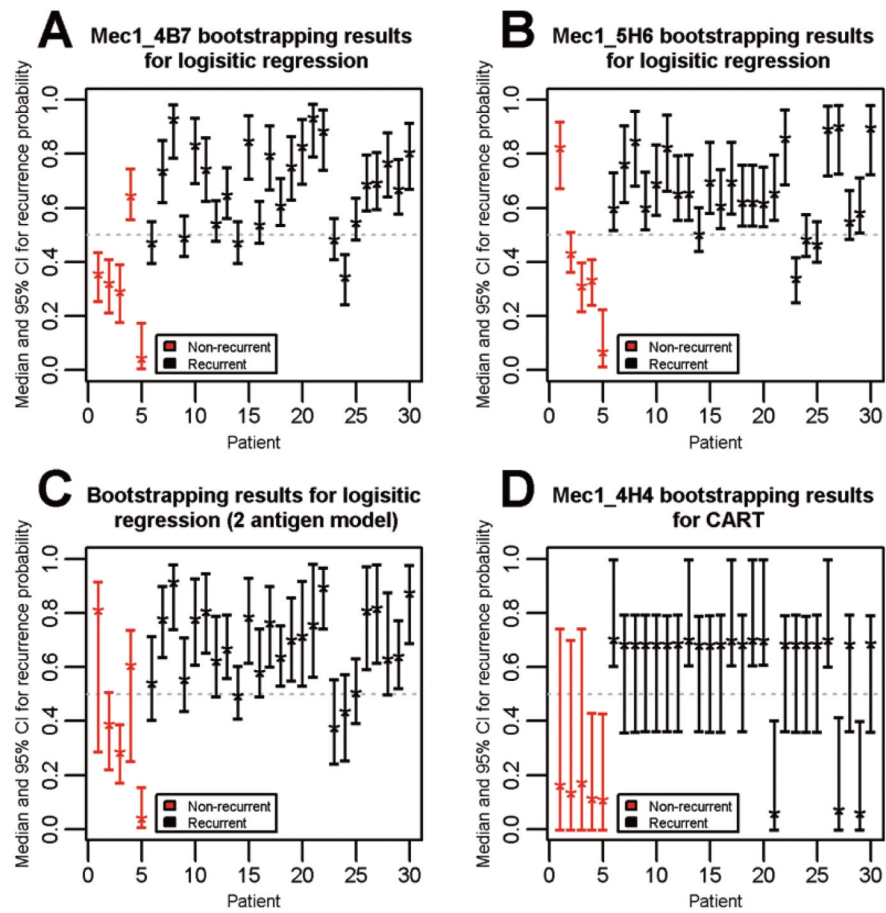 A
Mec1_4B7 bootstrapping results
for logisitic regression
Median and 95% CI for recurrence probability
1.0
0.8
0.6
0.4
0.2
0.0
Non-recurrent
Recurrent
0 5 10 15 20 25 30
Patient
B
Mec1_5H6 bootstrapping results
for logisitic regression
Median and 95% CI for recurrence probability
1.0
0.8
0.6
0.4
0.2
0.0
Non-recurrent
Recurrent
0 5 10 15 20 25 30
Patient
C
Bootstrapping results for logisitic
regression (2 antigen model)
Median and 95% CI for recurrence probability
1.0
0.8
0.6
0.4
0.2
0.0
Non-recurrent
Recurrent
0 5 10 15 20 25 30
Patient
D
Mec1_4H4 bootstrapping results
for CART
Median and 95% CI for recurrence probability
1.0
0.8
0.6
0.4
0.2
0.0
Non-recurrent
Recurrent
0 5 10 15 20 25 30
Patient